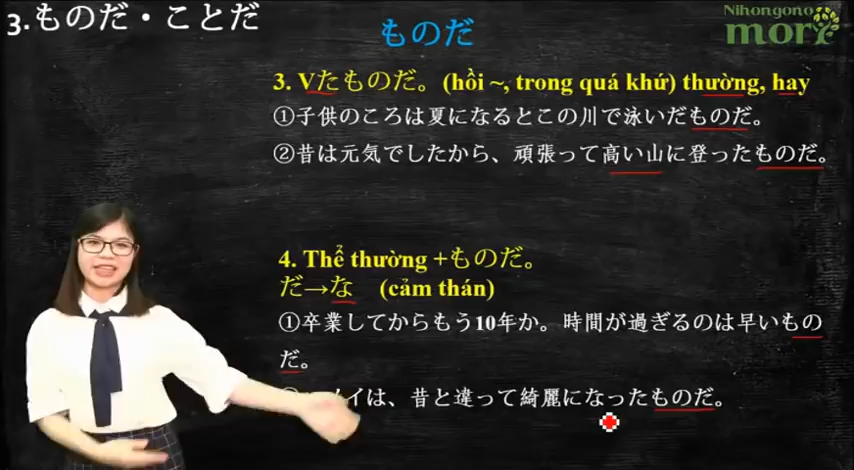 3.ものだ・ことだ
ものだ
Nihongono
mori
3. Vたものだ。(hồi ~, trong quá khứ) thường, hay
①子供のころは夏になるとこの川で泳いだものだ。
②昔は元気でしたから、頑張って高い山に登ったものだ。
4. Thể thường +ものだ。
だ→な (cảm thán)
①卒業してからもう10年か。時間が過ぎるのは早いもの
だ。
イは、昔と違って綺麗になったものだ。